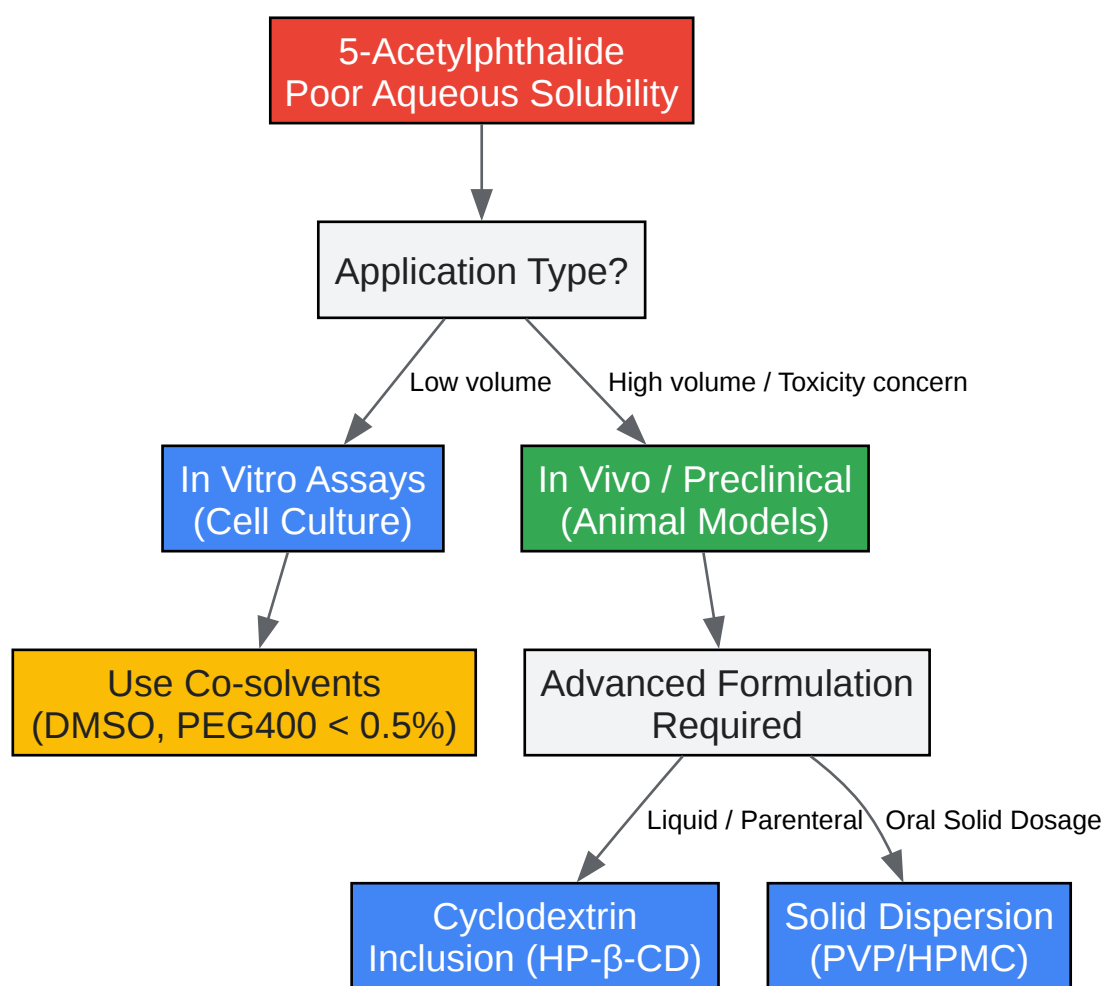 5-Acetylphthalide
Poor Aqueous Solubility
Application Type?
Low volume
High volume / Toxicity concern
In Vitro Assays
(Cell Culture)
In Vivo / Preclinical
(Animal Models)
Use Co-solvents
(DMSO, PEG400 < 0.5%)
Advanced Formulation
Required
Liquid / Parenteral
Oral Solid Dosage
Cyclodextrin
Inclusion (HP-β-CD)
Solid Dispersion
(PVP/HPMC)